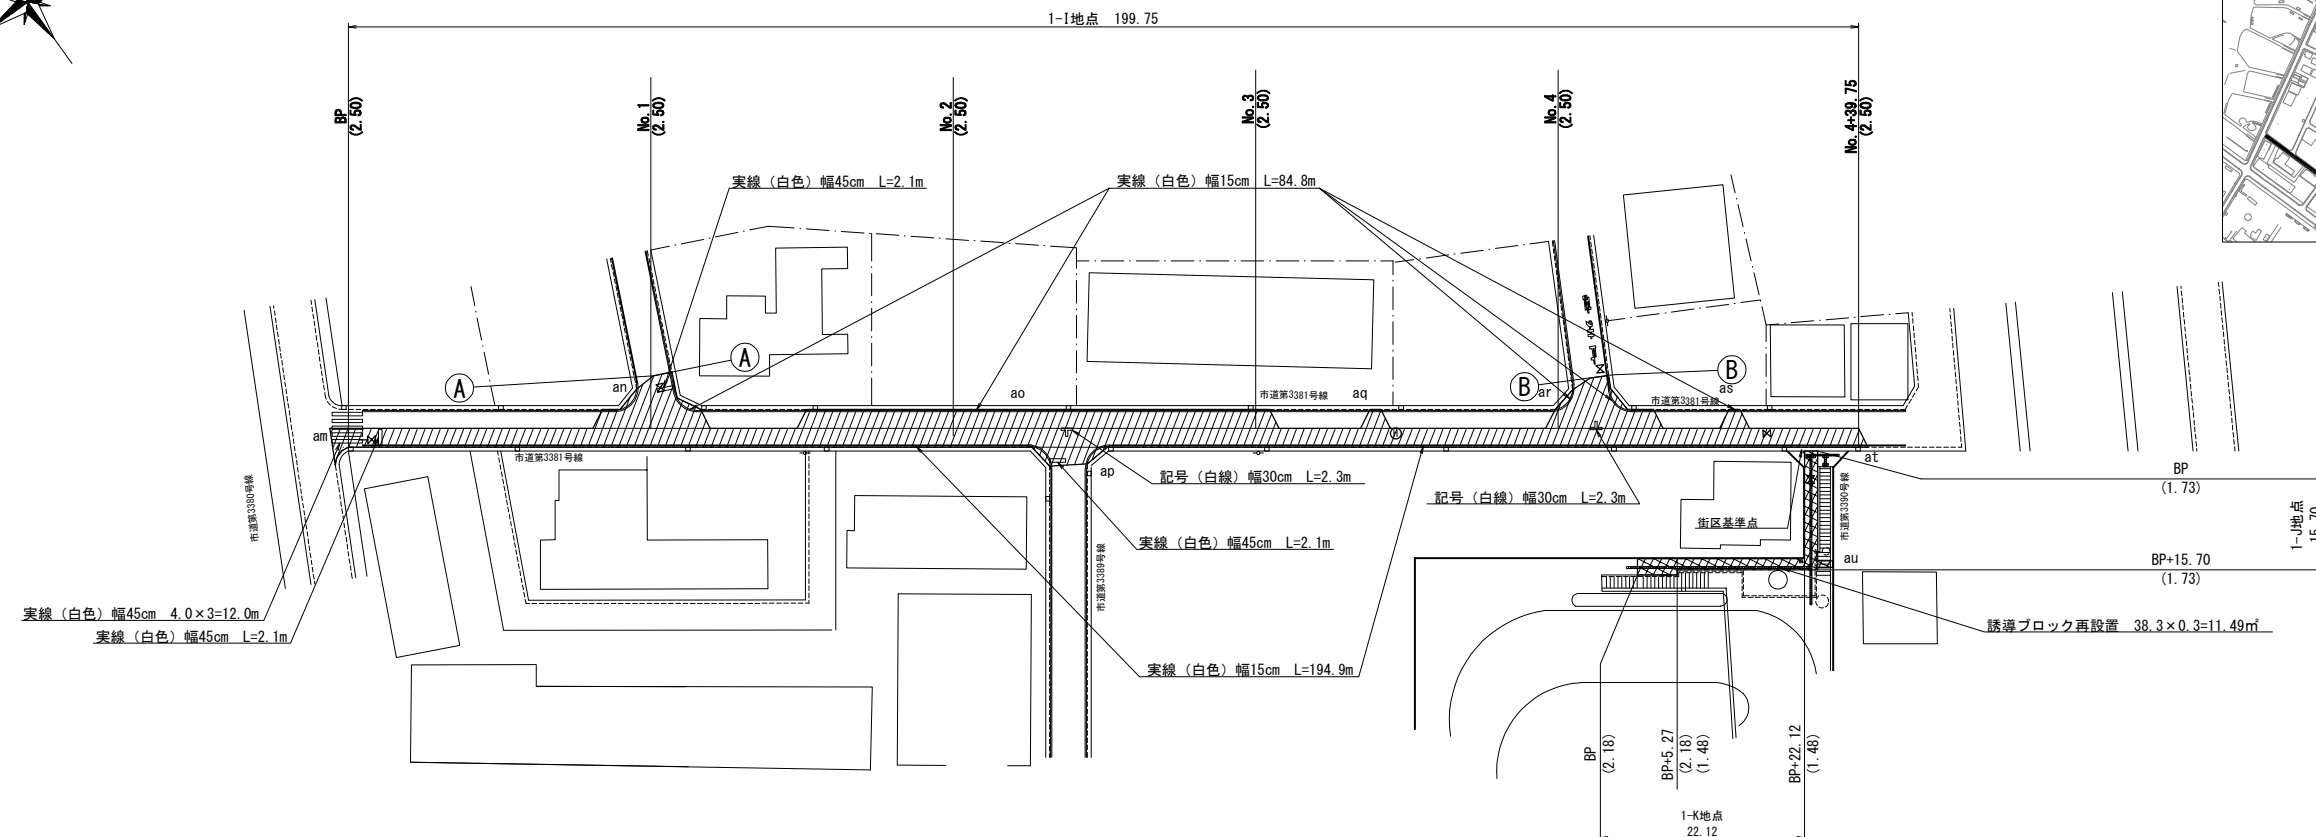 1-I地点 199.75
BP
(2.50)
No.1
(2.50)
No.2
(2.50)
No.3
(2.50)
No.4
(2.50)
No.4+39.75
(2.50)
実線（白色）幅45cm L=2.1m
実線（白色）幅15cm L=84.8m
A
A
B
B
an
ao
aq
ar
as
市道第3381号線
市道第3381号線
am
市道第3381号線
ap
at
市道第3380号線
記号（白線）幅30cm L=2.3m
記号（白線）幅30cm L=2.3m
BP
(1.73)
街区基準点
市道第3390号線
1-J地点
15.70
実線（白色）幅45cm L=2.1m
市道第3389号線
au
BP+15.70
(1.73)
実線（白色）幅45cm 4.0×3=12.0m
実線（白色）幅45cm L=2.1m
誘導ブロック再設置 38.3×0.3=11.49㎡
実線（白色）幅15cm L=194.9m
BP
(2.18)
BP+5.27
(2.18)
(1.48)
BP+22.12
(1.48)
1-K地点
22.12